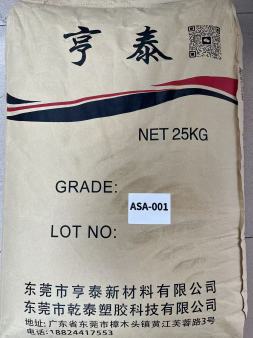 亨泰
NET 25KG
GRADE:
ASA-001
LOT NO:
东莞市亨泰新材料有限公司
东莞市乾泰塑胶科技有限公司
地址:广东省东莞市樟木头镇黄江芙蓉路3号
电话:18824417553